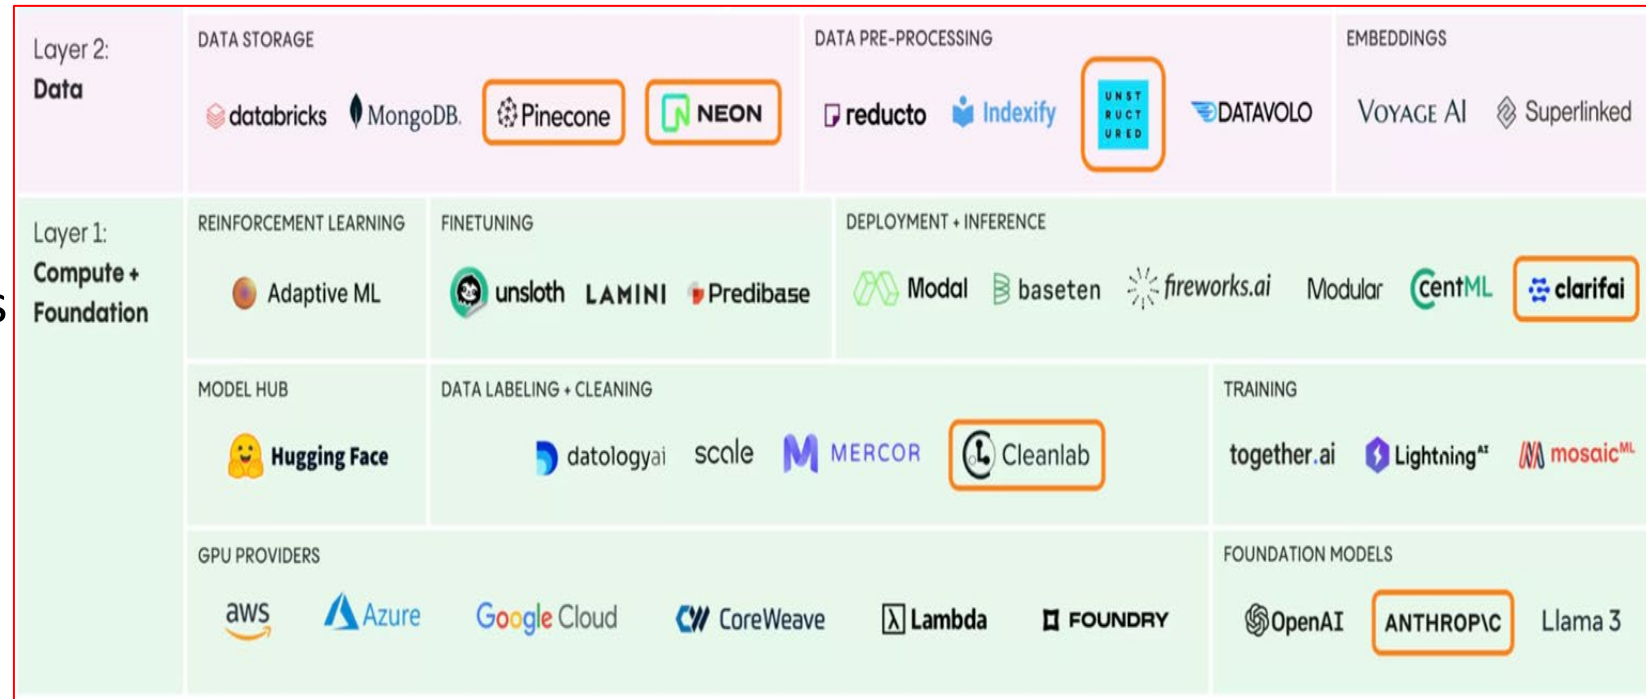 Layer 2:
Data
DATA STORAGE
databricks MongoDB. Pinecone NEON
DATA PRE-PROCESSING
reducto Indexify UNST
RUCT
URED
DATAVOLO
EMBEDDINGS
VOYAGE AI Superlinked
Layer 1:
Compute +
Foundation
REINFORCEMENT LEARNING
Adaptive ML
FINETUNING
unsloth LAMINI Predibase
DEPLOYMENT + INFERENCE
Modal baseten fireworks.ai Modular CentML clarifai
MODEL HUB
Hugging Face
DATA LABELING + CLEANING
datologyai scale MERCOR Cleanlab
TRAINING
together.ai Lightning AI mosaic ML
GPU PROVIDERS
aws Azure Google Cloud CoreWeave Lambda FOUNDRY
FOUNDATION MODELS
OpenAI ANTHROP\C Llama 3
s